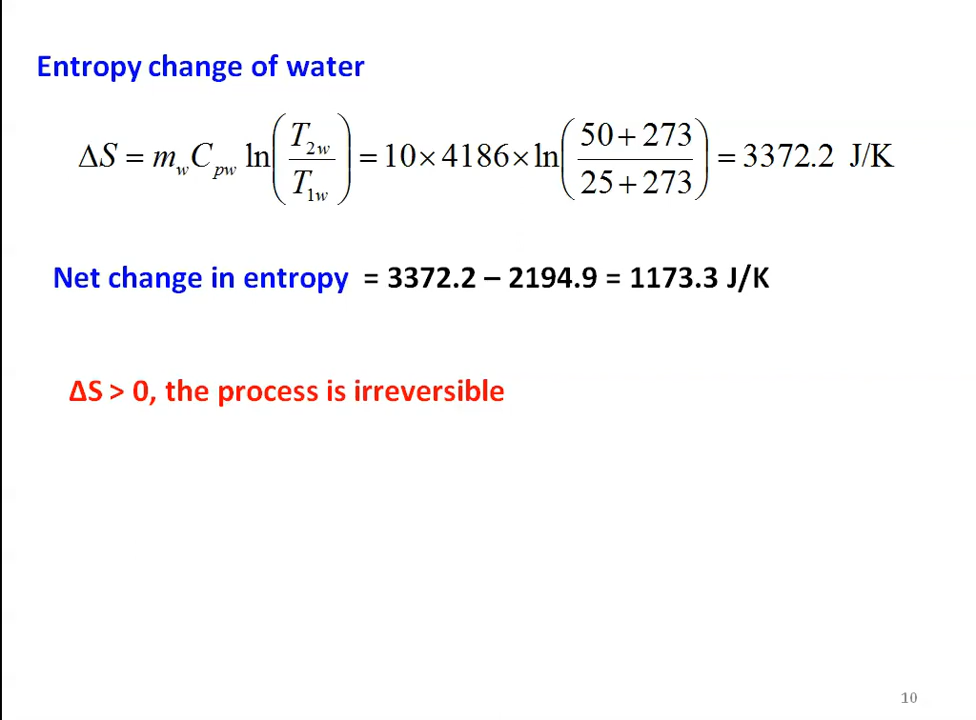 Entropy change of water
ΔS = m_w C_pw ln(T_2w / T_1w) = 10 × 4186 × ln((50 + 273) / (25 + 273)) = 3372.2 J/K
Net change in entropy = 3372.2 – 2194.9 = 1173.3 J/K
ΔS > 0, the process is irreversible
10